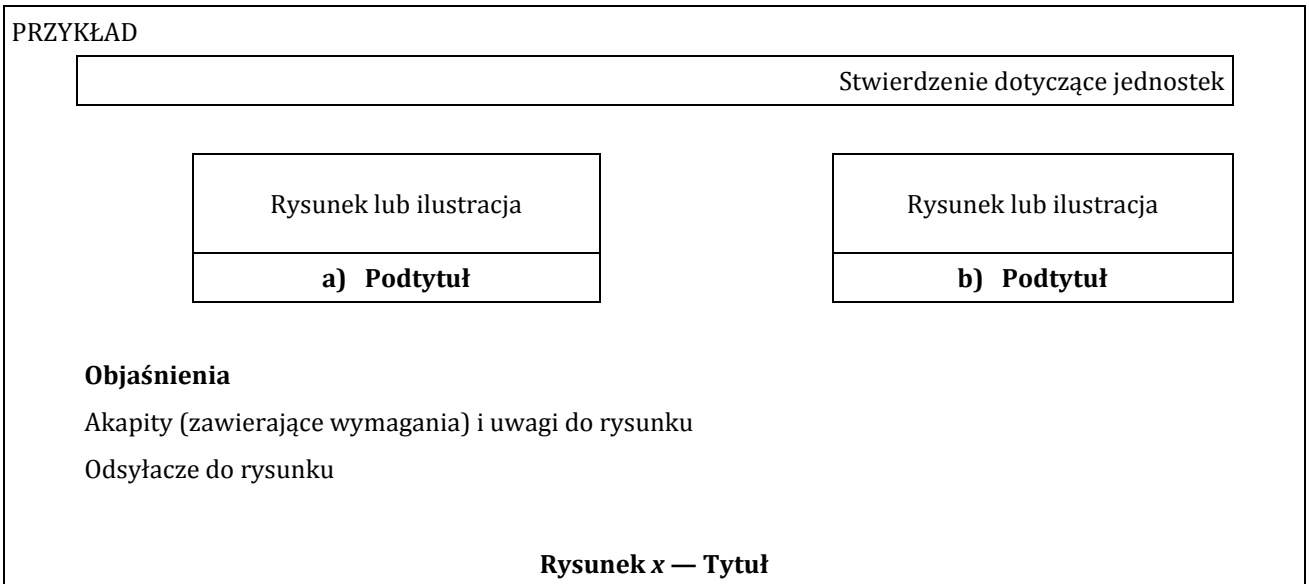 PRZYKŁAD
Stwierdzenie dotyczące jednostek
Rysunek lub ilustracja
a) Podtytuł
Rysunek lub ilustracja
b) Podtytuł
Objaśnienia
Akapity (zawierające wymagania) i uwagi do rysunku
Odsyłacze do rysunku
Rysunek x — Tytuł